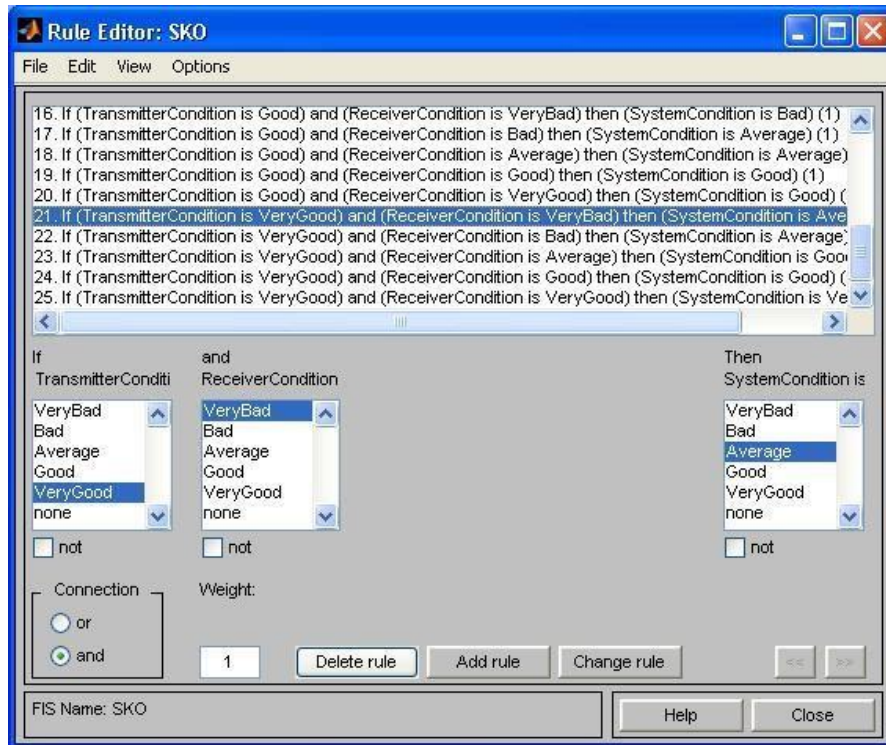 Rule Editor: SKO
File Edit View Options
16. If (TransmitterCondition is Good) and (ReceiverCondition is VeryBad) then (SystemCondition is Bad) (1)
17. If (TransmitterCondition is Good) and (ReceiverCondition is Bad) then (SystemCondition is Average) (1)
18. If (TransmitterCondition is Good) and (ReceiverCondition is Average) then (SystemCondition is Average)
19. If (TransmitterCondition is Good) and (ReceiverCondition is Good) then (SystemCondition is Good) (1)
20. If (TransmitterCondition is Good) and (ReceiverCondition is VeryGood) then (SystemCondition is Good) (
21. If (TransmitterCondition is VeryGood) and (ReceiverCondition is VeryBad) then (SystemCondition is Ave
22. If (TransmitterCondition is VeryGood) and (ReceiverCondition is Bad) then (SystemCondition is Average)
23. If (TransmitterCondition is VeryGood) and (ReceiverCondition is Average) then (SystemCondition is Goo
24. If (TransmitterCondition is VeryGood) and (ReceiverCondition is Good) then (SystemCondition is Good) (
25. If (TransmitterCondition is VeryGood) and (ReceiverCondition is VeryGood) then (SystemCondition is Ve
If and Then
TransmitterConditi ReceiverCondition SystemCondition is
VeryBad VeryBad VeryBad
Bad Bad Bad
Average Average Average
Good Good Good
VeryGood VeryGood VeryGood
none none none
not not not
Connection Weight:
or
and 1 Delete rule Add rule Change rule << >>
FIS Name: SKO Help Close